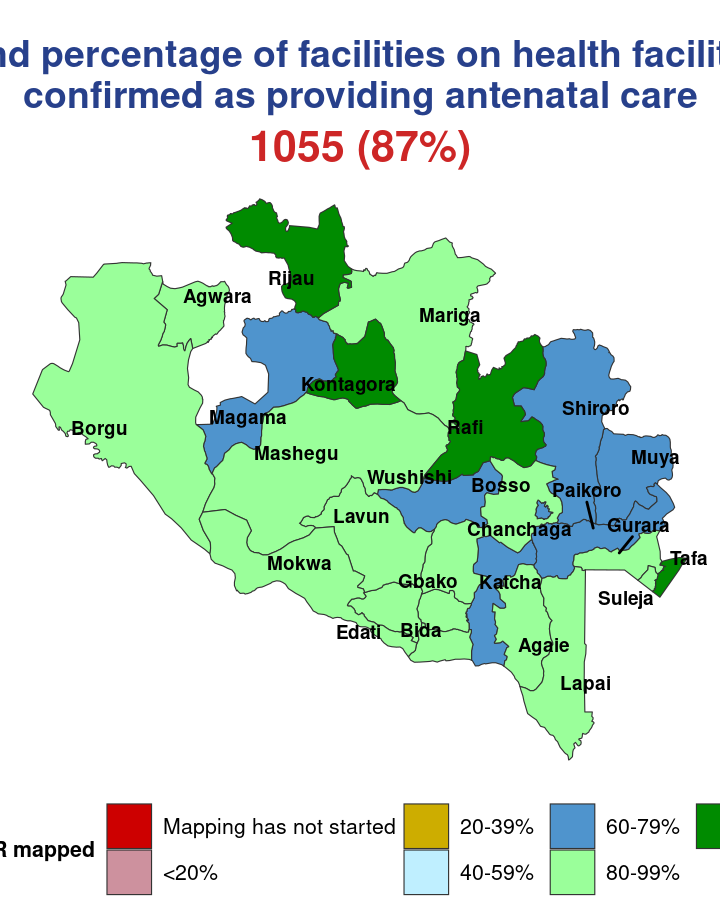 percentage of facilities on health
confirmed as providing antenatal care
1055 (87%)
Rijau
Agwara
Mariga
Kontagora
Shiroro
Magama
Borgu
Rafi
Mashegu
Muya
Wushishi
Bosso
Paikoro
Lavun
Chanchaga
Gurara
Mokwa
Tafa
Gbako
Katcha
Suleja
Edati
Bida
Agaie
Lapai
mapped
Mapping has not started
20-39%
60-79%
<20%
40-59%
80-99%